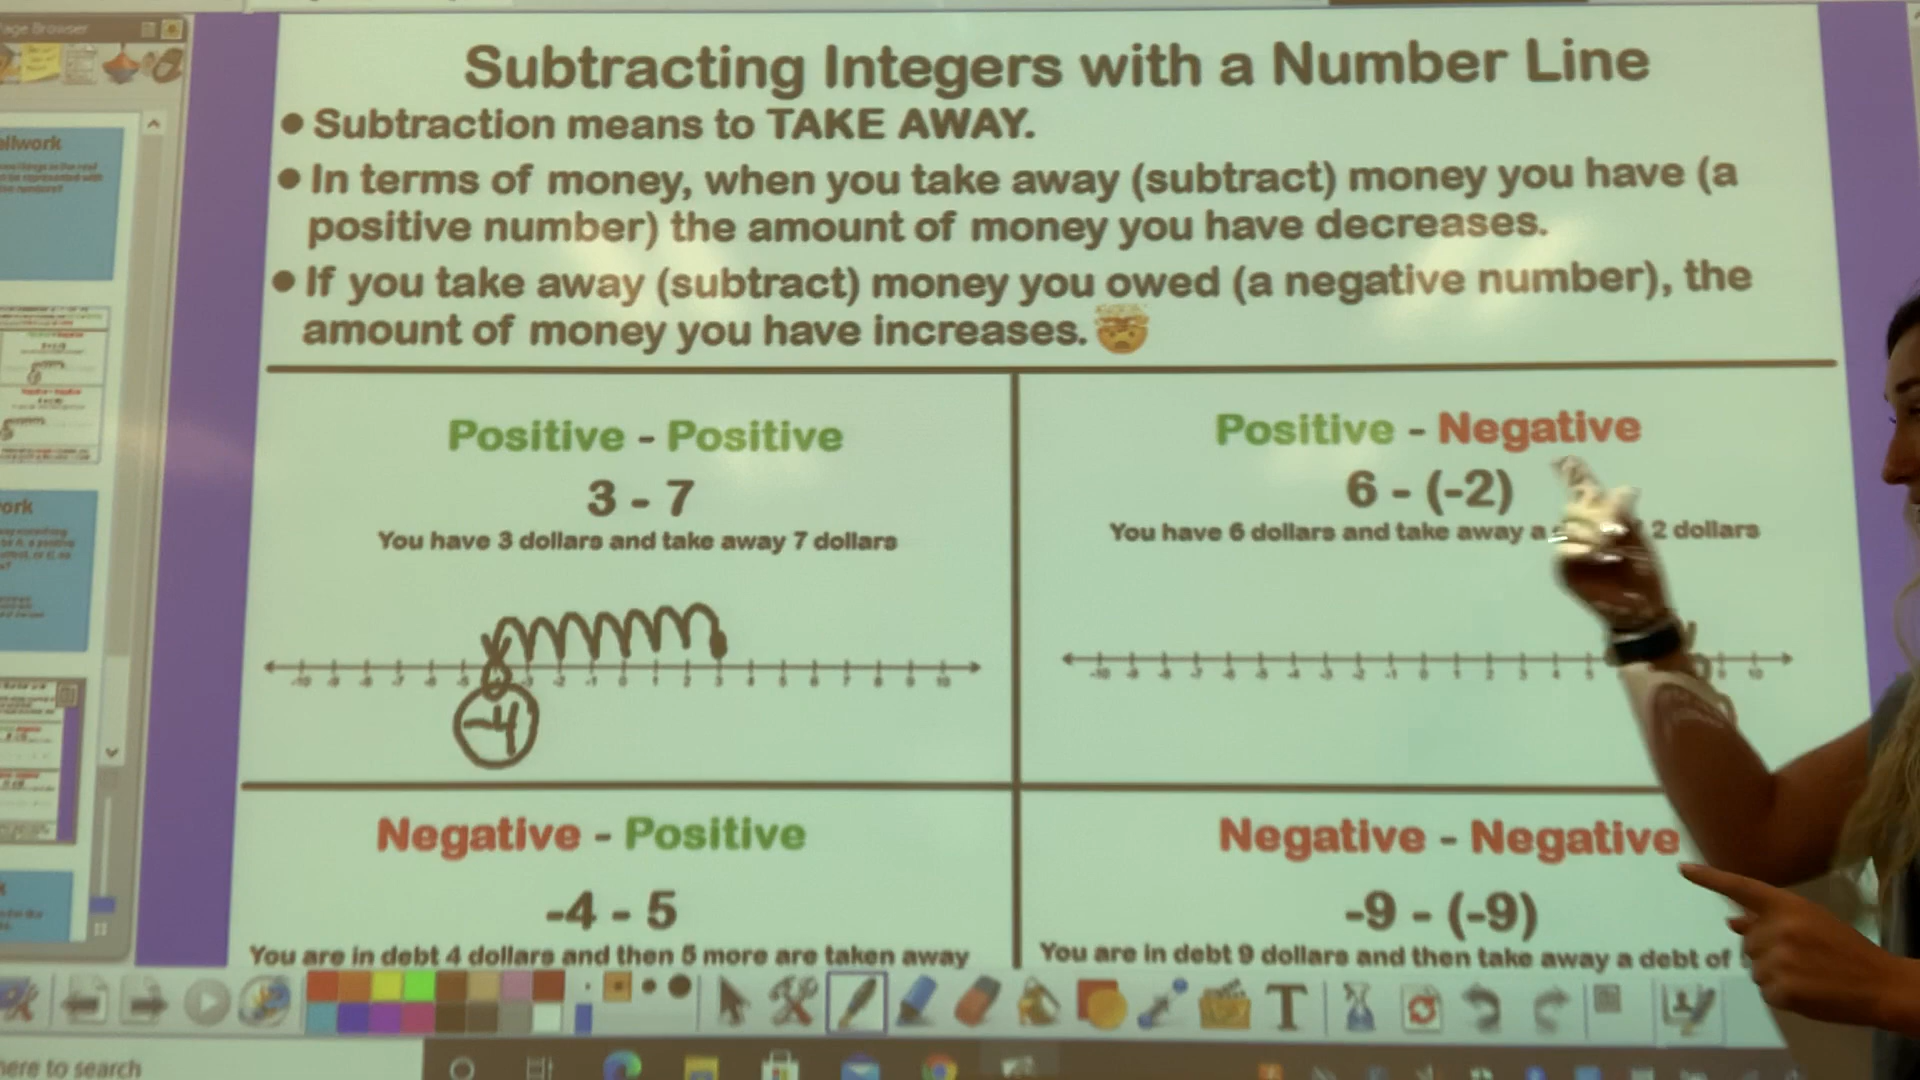 Page Browser
Subtracting Integers with a Number Line
• Subtraction means to TAKE AWAY.
• In terms of money, when you take away (subtract) money you have (a
positive number) the amount of money you have decreases.
• If you take away (subtract) money you owed (a negative number), the
amount of money you have increases.
Positive - Positive
3 - 7
You have 3 dollars and take away 7 dollars
-4
Positive - Negative
6 - (-2)
You have 6 dollars and take away a 2 dollars
Negative - Positive
-4 - 5
You are in debt 4 dollars and then 5 more are taken away
Negative - Negative
-9 - (-9)
You are in debt 9 dollars and then take away a debt of
T
here to search